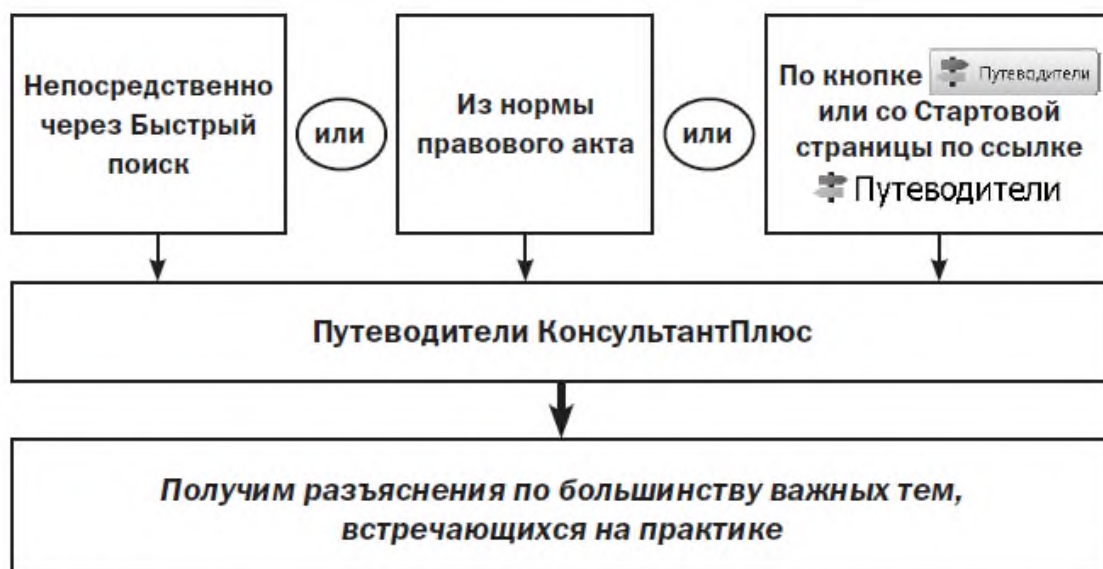 Непосредственно
через Быстрый
поиск
или
Из нормы
правового акта
или
По кнопке Путеводители
или со Стартовой
страницы по ссылке
Путеводители
Путеводители КонсультантПлюс
Получим разъяснения по большинству важных тем,
встречающихся на практике